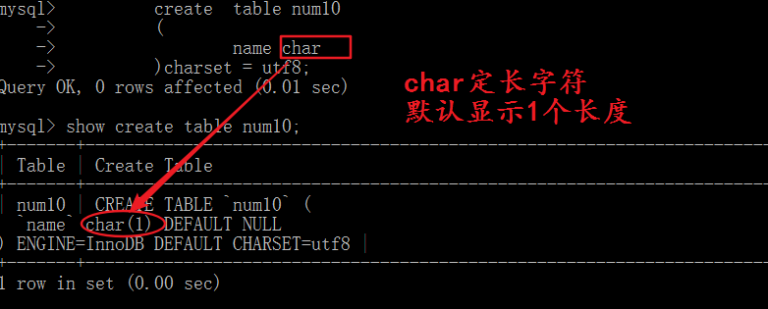 mysql> create table num10
-> (
-> name char
-> )charset = utf8;
Query OK, 0 rows affected (0.01 sec)
char定长字符
默认显示1个长度
mysql> show create table num10;
| Table | Create Table
| num10 | CREATE TABLE `num10` (
`name` char(1) DEFAULT NULL
) ENGINE=InnoDB DEFAULT CHARSET=utf8 |
1 row in set (0.00 sec)